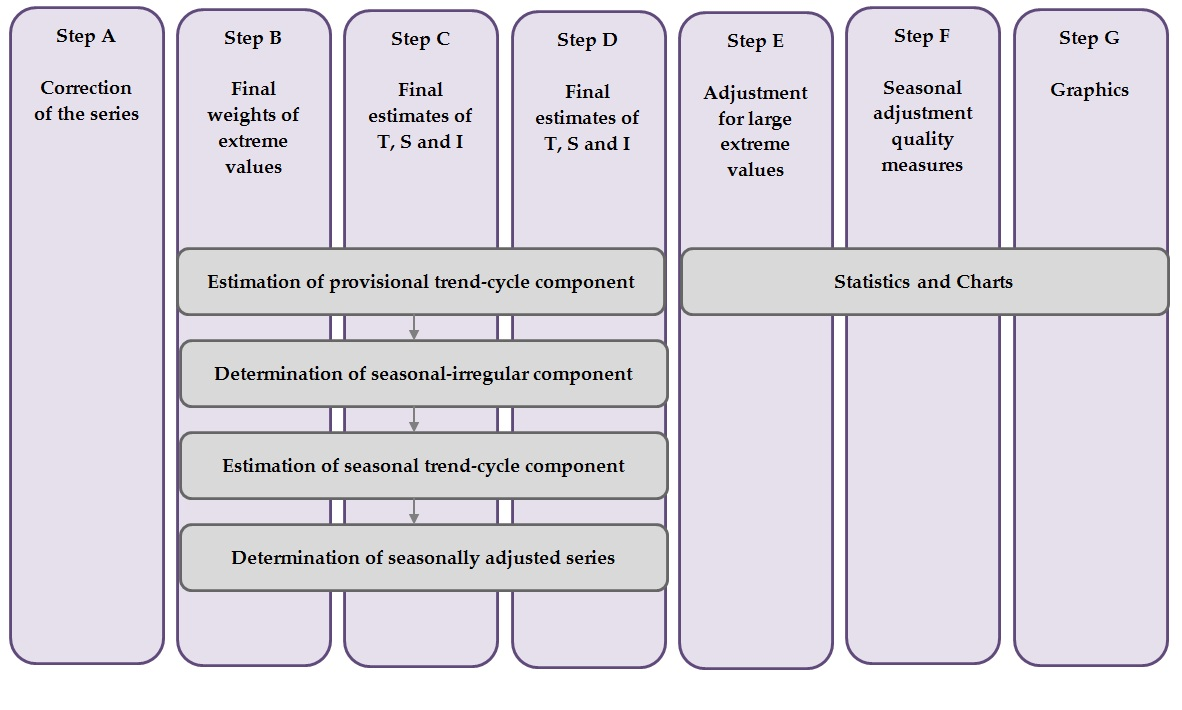 Step A
Correction
of the series
Step B
Final
weights of
extreme
values
Step C
Final
estimates of
T, S and I
Step D
Final
estimates of
T, S and I
Step E
Adjustment
for large
extreme
values
Step F
Seasonal
adjustment
quality
measures
Step G
Graphics
Estimation of provisional trend-cycle component
Statistics and Charts
Determination of seasonal-irregular component
Estimation of seasonal trend-cycle component
Determination of seasonally adjusted series